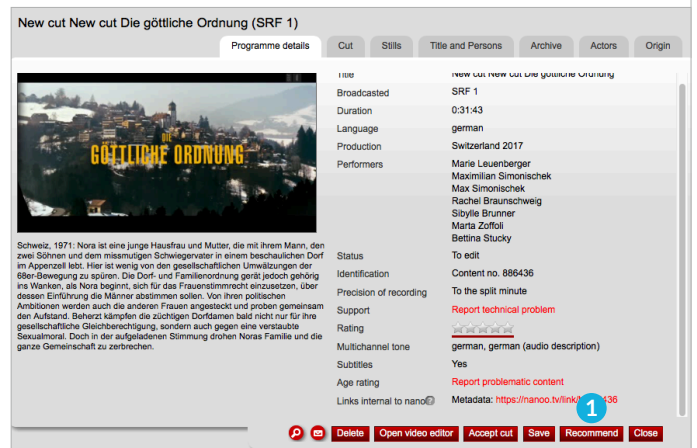 New cut New cut Die göttliche Ordnung (SRF 1)
Programme details Cut Stills Title and Persons Archive Actors Origin
DIE
GÖTTLICHE ORDNUNG
Schweiz, 1971: Nora ist eine junge Hausfrau und Mutter, die mit ihrem Mann, den
zwei Söhnen und dem missmutigen Schwiegervater in einem beschaulichen Dorf
im Appenzell lebt. Hier ist wenig von den gesellschaftlichen Umwälzungen der
68er-Bewegung zu spüren. Die Dorf- und Familienordnung gerät jedoch gehörig
ins Wanken, als Nora beginnt, sich für das Frauenstimmrecht einzusetzen, über
dessen Einführung die Männer abstimmen sollen. Von ihren politischen
Ambitionen werden auch die anderen Frauen angesteckt und proben gemeinsam
den Aufstand. Beherzt kämpfen die züchtigen Dorfdamen bald nicht nur für ihre
gesellschaftliche Gleichberechtigung, sondern auch gegen eine verstaubte
Sexualmoral. Doch in der aufgeladenen Stimmung drohen Noras Familie und die
ganze Gemeinschaft zu zerbrechen.
Title New cut New cut Die göttliche Ordnung
Broadcasted SRF 1
Duration 0:31:43
Language german
Production Switzerland 2017
Performers Marie Leuenberger
Maximilian Simonischek
Max Simonischek
Rachel Braunschweig
Sibylle Brunner
Marta Zoffoli
Bettina Stucky
Status To edit
Identification Content no. 886436
Precision of recording To the split minute
Support Report technical problem
Rating
Multichannel tone german, german (audio description)
Subtitles Yes
Age rating Report problematic content
Links internal to nano? Metadata: https://nanoo.tv/link/ 436
1
Delete Open video editor Accept cut Save Recommend Close